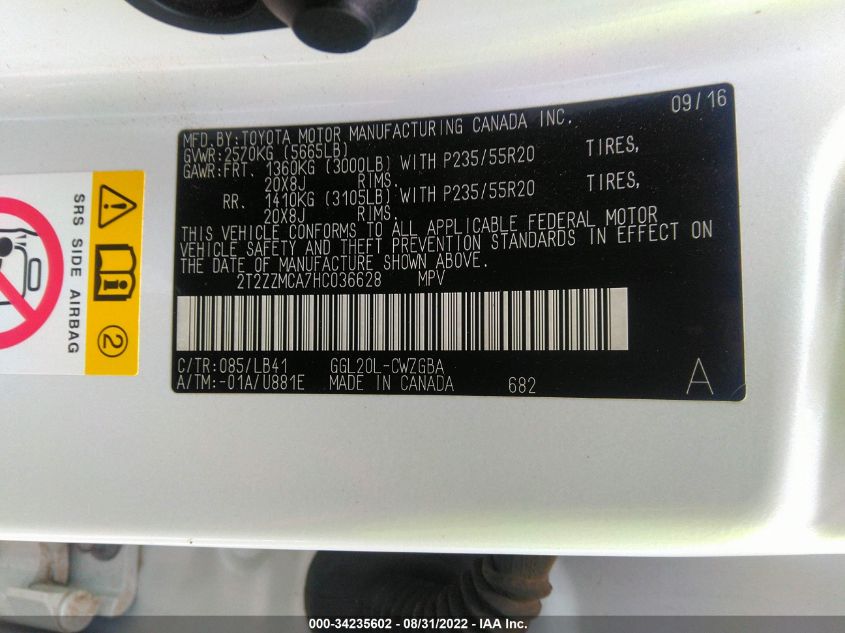 09/16
MFD.BY:TOYOTA MOTOR MANUFACTURING CANADA INC.
GVWR:2570KG (5665LB)
GAWR:FRT. 1360KG (3000LB) WITH P235/55R20 TIRES,
20X8J RIMS.
RR. 1410KG (3105LB) WITH P235/55R20 TIRES,
20X8J RIMS.
THIS VEHICLE CONFORMS TO ALL APPLICABLE FEDERAL MOTOR
VEHICLE SAFETY AND THEFT PREVENTION STANDARDS IN EFFECT ON
THE DATE OF MANUFACTURE SHOWN ABOVE.
2T2ZZMCA7HC036628 MPV
C/TR:085/LB41 GGL20L-CWZGBA
A/TM:-01A/U881E MADE IN CANADA 682 A
SRS SIDE AIRBAG
2
000-34235602 - 08/31/2022 - IAA Inc.